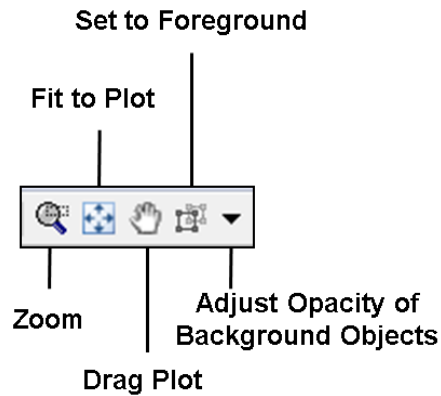 Set to Foreground
Fit to Plot
Zoom
Adjust Opacity of
Background Objects
Drag Plot